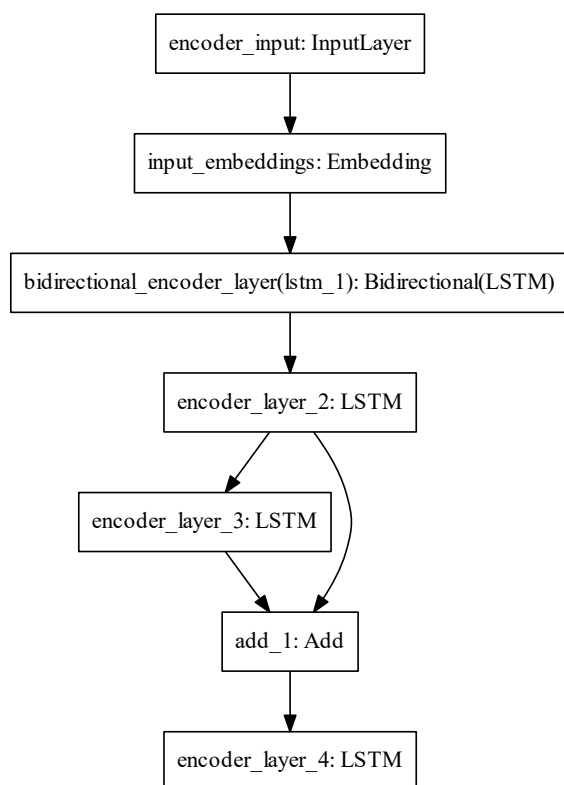 encoder_input: InputLayer
input_embeddings: Embedding
bidirectional_encoder_layer(lstm_1): Bidirectional(LSTM)
encoder_layer_2: LSTM
encoder_layer_3: LSTM
add_1: Add
encoder_layer_4: LSTM